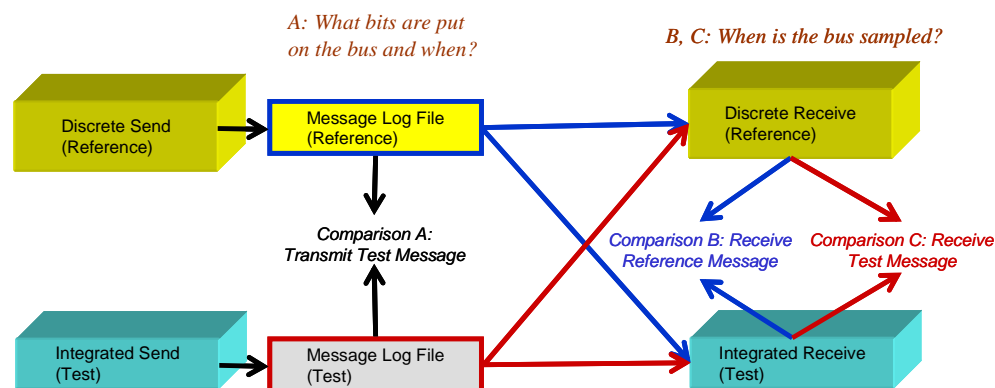 A: What bits are put
on the bus and when?
B, C: When is the bus sampled?
Discrete Send
(Reference)
Message Log File
(Reference)
Discrete Receive
(Reference)
Comparison A:
Transmit Test Message
Comparison B: Receive
Reference Message
Comparison C: Receive
Test Message
Integrated Send
(Test)
Message Log File
(Test)
Integrated Receive
(Test)